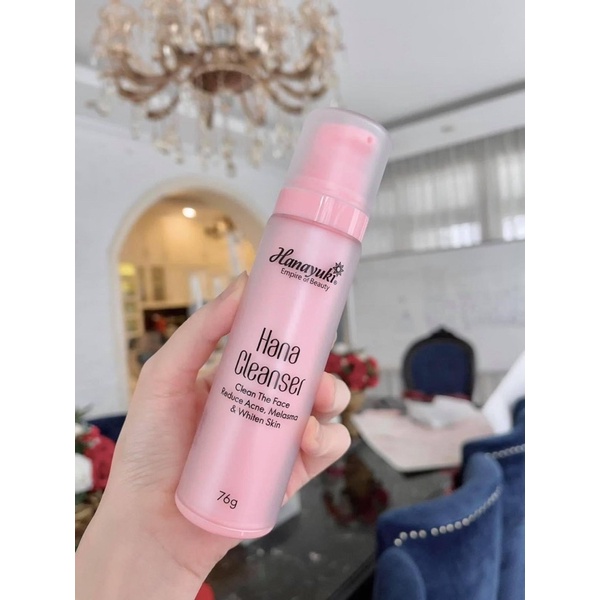 Hanayuki®
Empire of Beauty
Hana
Cleanser
Clean The Face
Reduce Acne, Melasma
& Whiten Skin
76g